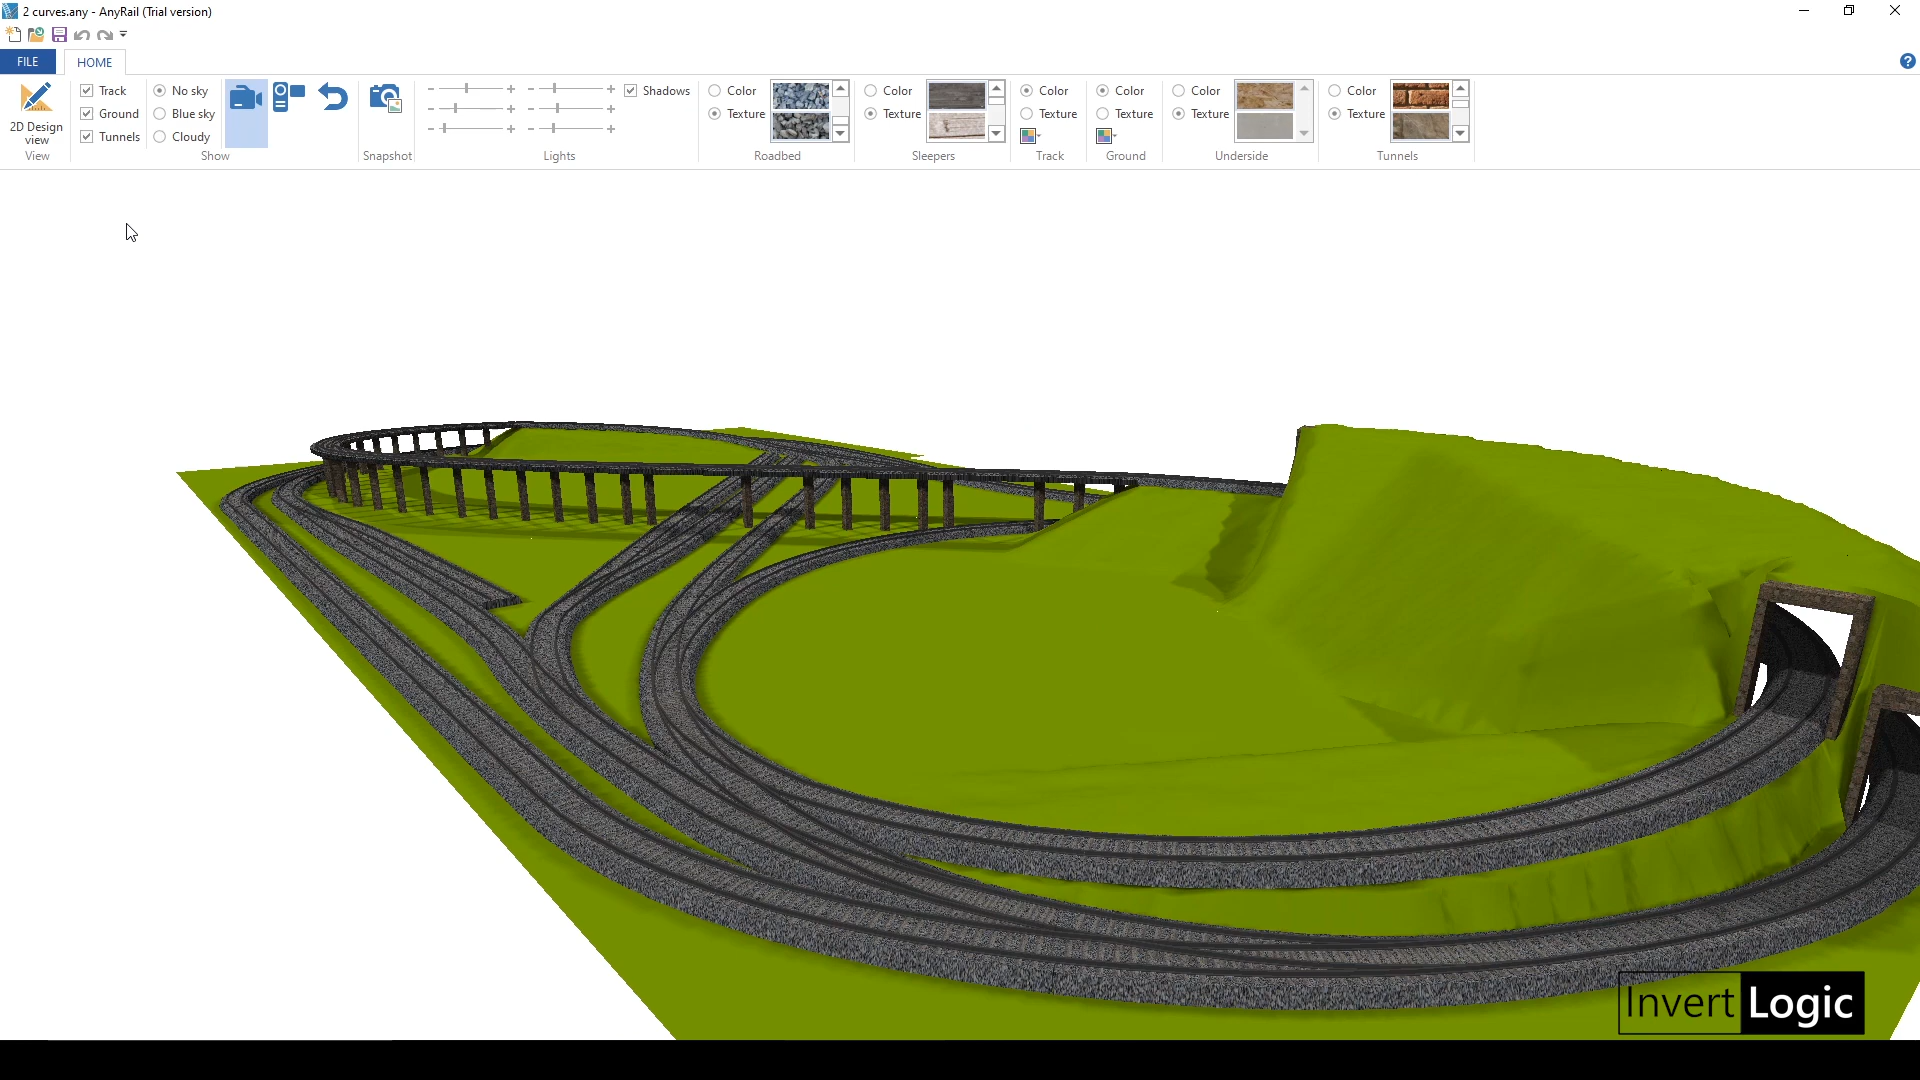 2 curves.any - AnyRail (Trial version)
FILE
HOME
2D Design
view
View
Track
Ground
Tunnels
No sky
Blue sky
Cloudy
Show
Snapshot
Shadows
Lights
Color
Texture
Roadbed
Color
Texture
Sleepers
Color
Texture
Track
Color
Texture
Ground
Color
Texture
Underside
Color
Texture
Tunnels
Invert Logic